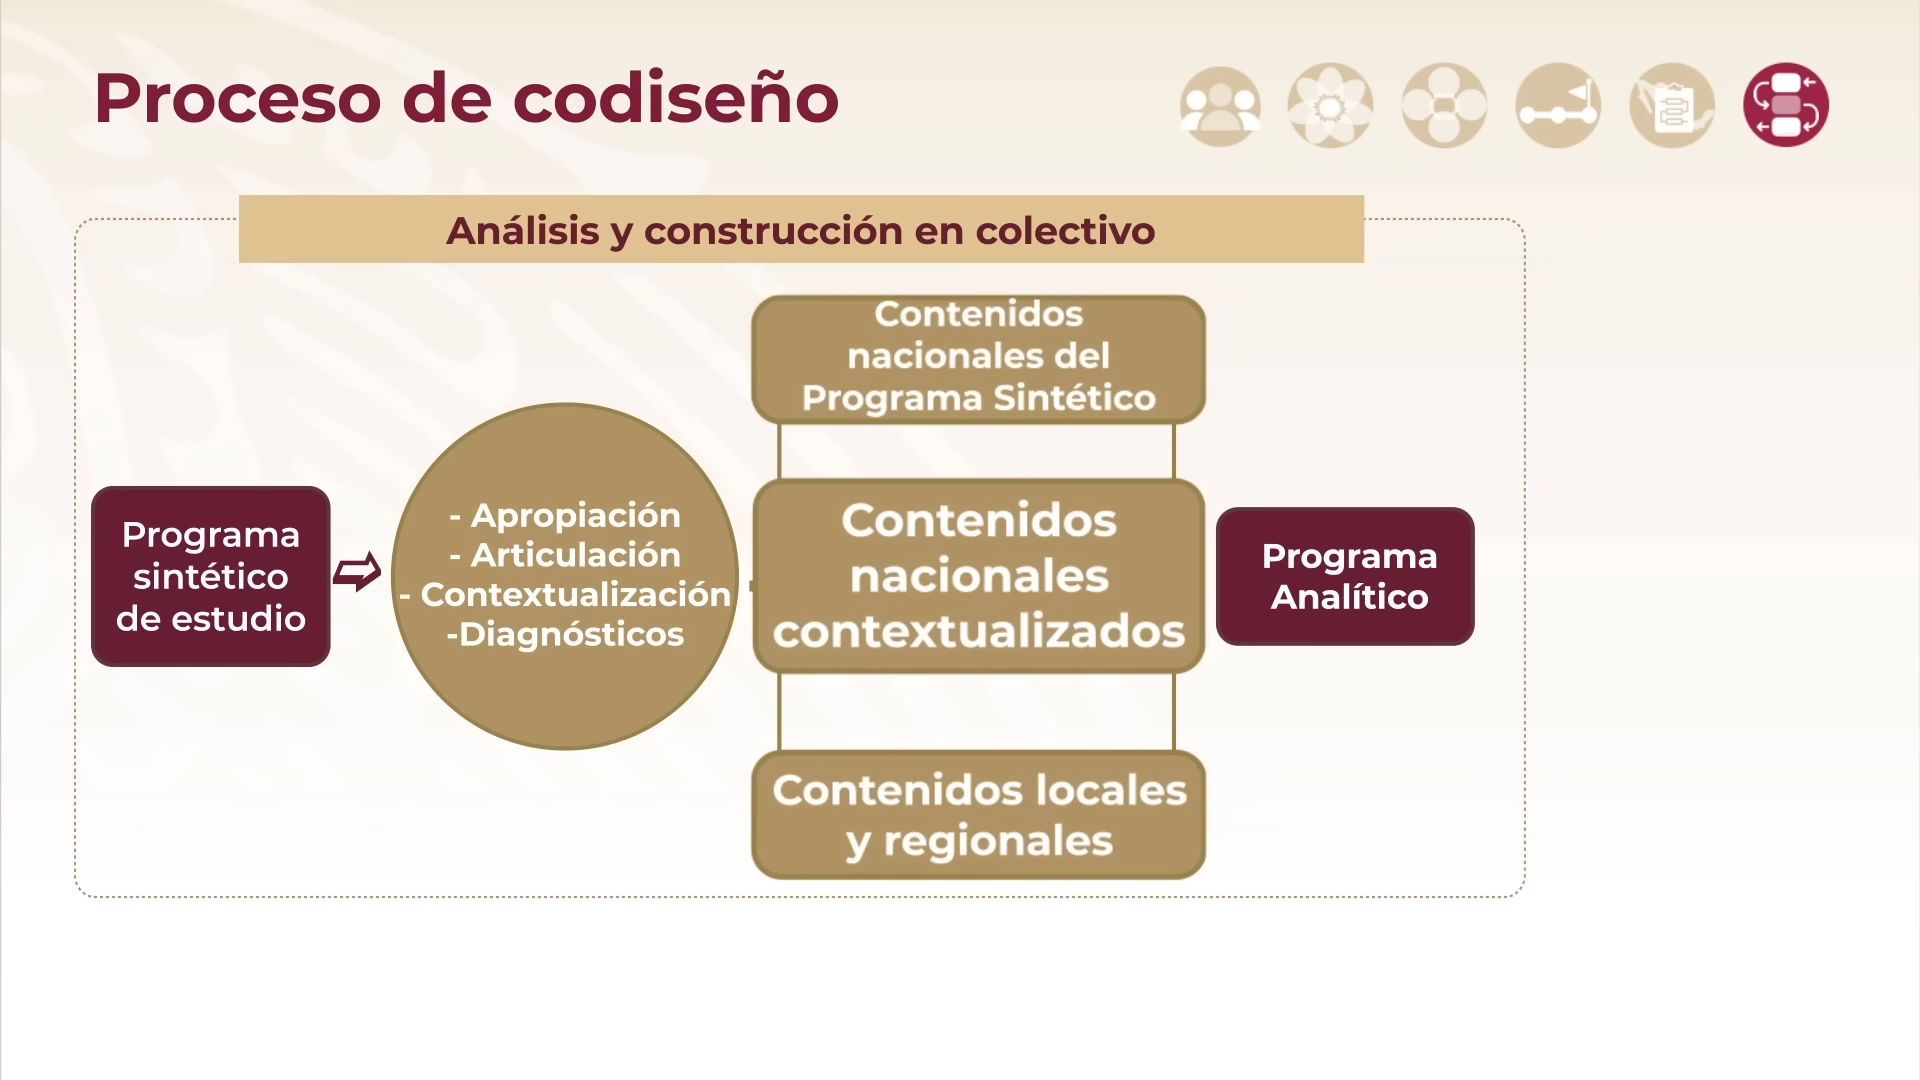 Proceso de codiseño
Análisis y construcción en colectivo
Programa
sintético
de estudio
- Apropiación
- Articulación
- Contextualización
-Diagnósticos
Contenidos
nacionales del
Programa Sintético
Contenidos
nacionales
contextualizados
Contenidos locales
y regionales
Programa
Analítico